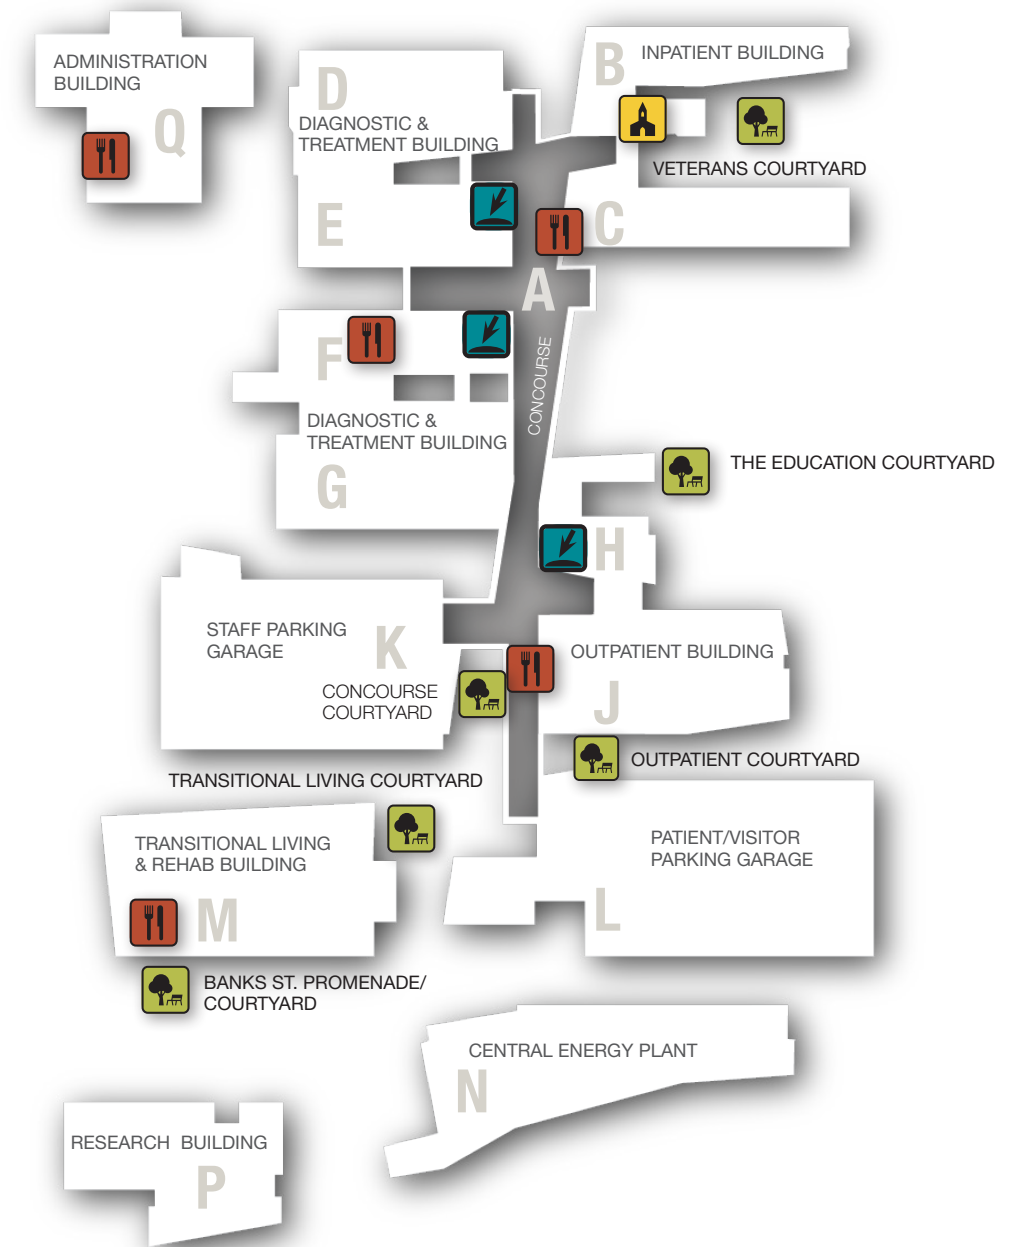 ADMINISTRATION
BUILDING
Q
D
DIAGNOSTIC &
TREATMENT BUILDING
E
B
INPATIENT BUILDING
VETERANS COURTYARD
C
A
CONCOURSE
F
DIAGNOSTIC &
TREATMENT BUILDING
G
THE EDUCATION COURTYARD
H
STAFF PARKING
GARAGE
K
CONCOURSE
COURTYARD
OUTPATIENT BUILDING
J
OUTPATIENT COURTYARD
TRANSITIONAL LIVING COURTYARD
TRANSITIONAL LIVING
& REHAB BUILDING
M
PATIENT/VISITOR
PARKING GARAGE
L
BANKS ST. PROMENADE/
COURTYARD
CENTRAL ENERGY PLANT
N
RESEARCH BUILDING
P